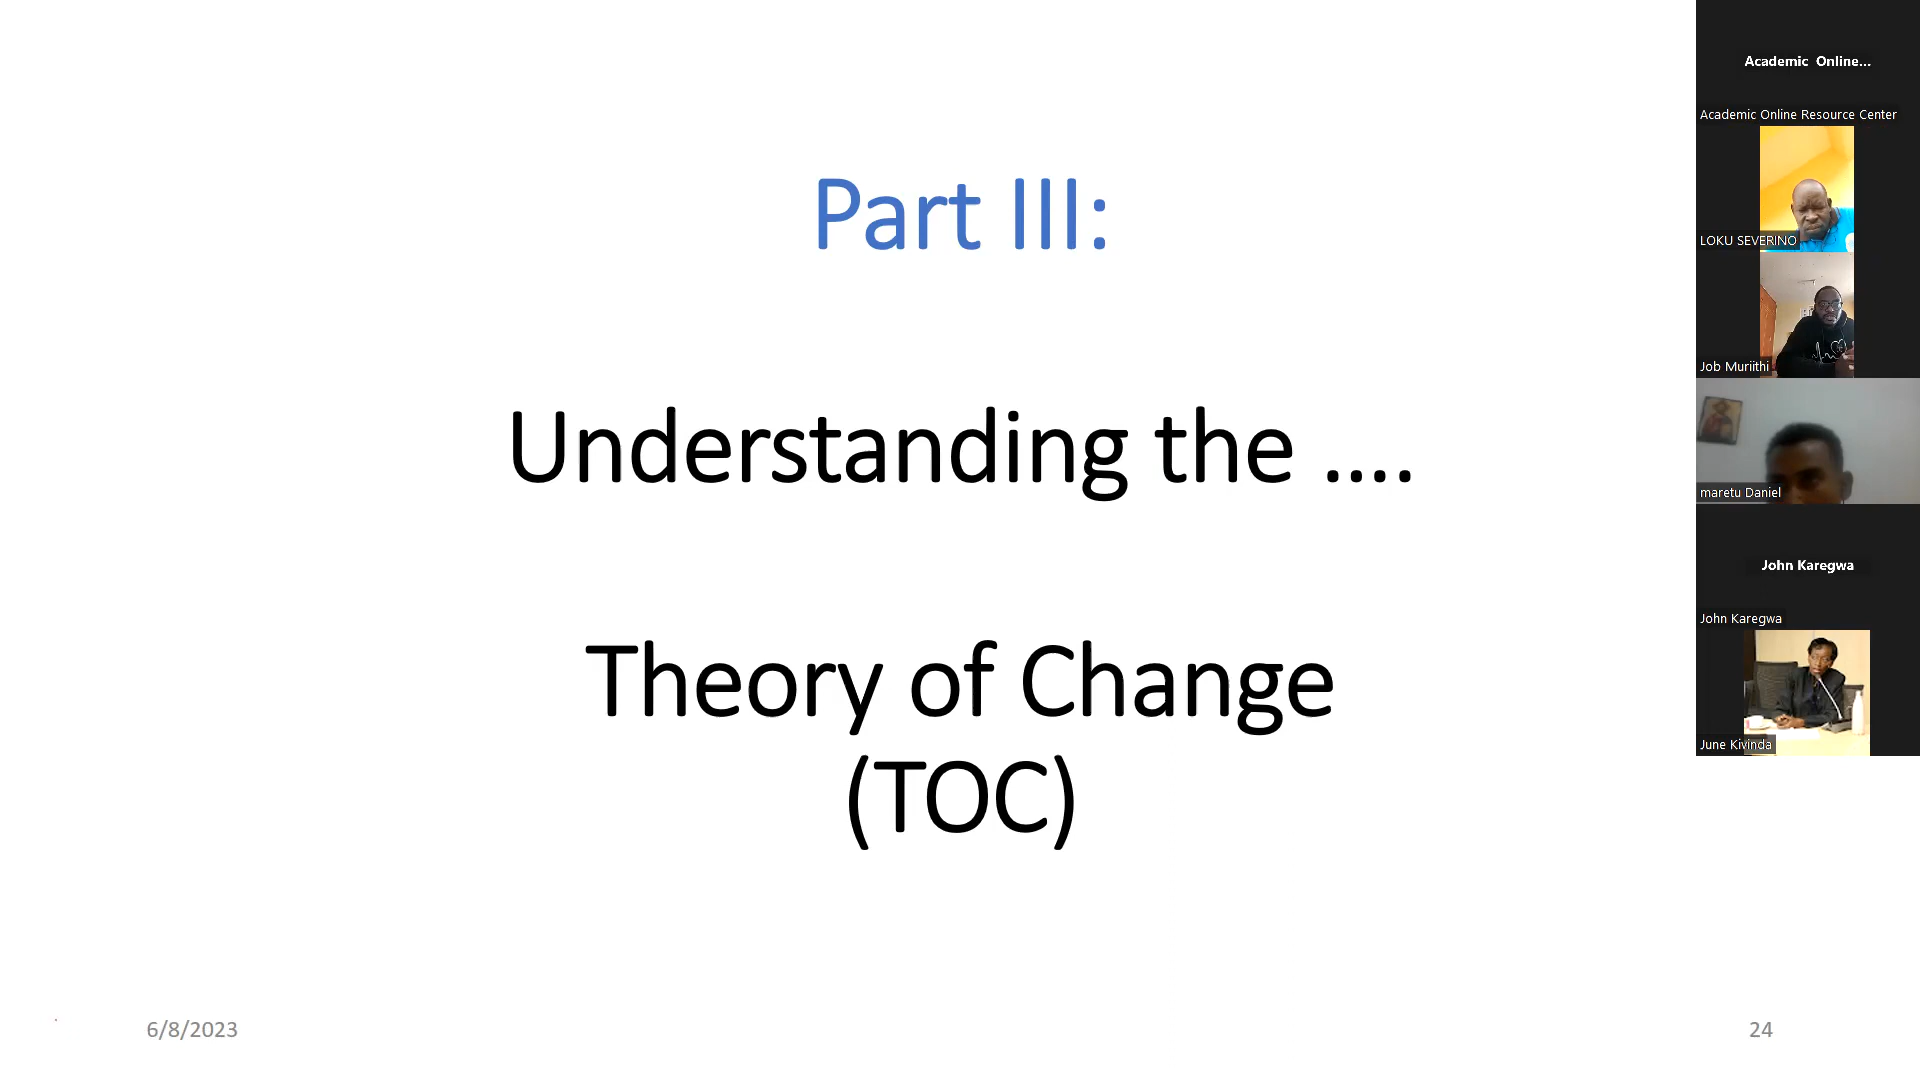 Part III:
Understanding the ....
Theory of Change
(TOC)
6/8/2023
24
Academic Online...
Academic Online Resource Center
LOKU SEVERINO
Job Muriithi
maretu Daniel
John Karegwa
John Karegwa
June Kivinda